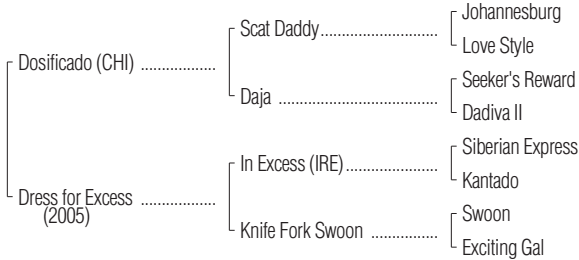 Johannesburg
Scat Daddy
Love Style
Dosificado (CHI)
Seeker's Reward
Daja
Dadiva II
Siberian Express
In Excess (IRE)
Kantado
Dress for Excess
(2005)
Swoon
Knife Fork Swoon
Exciting Gal